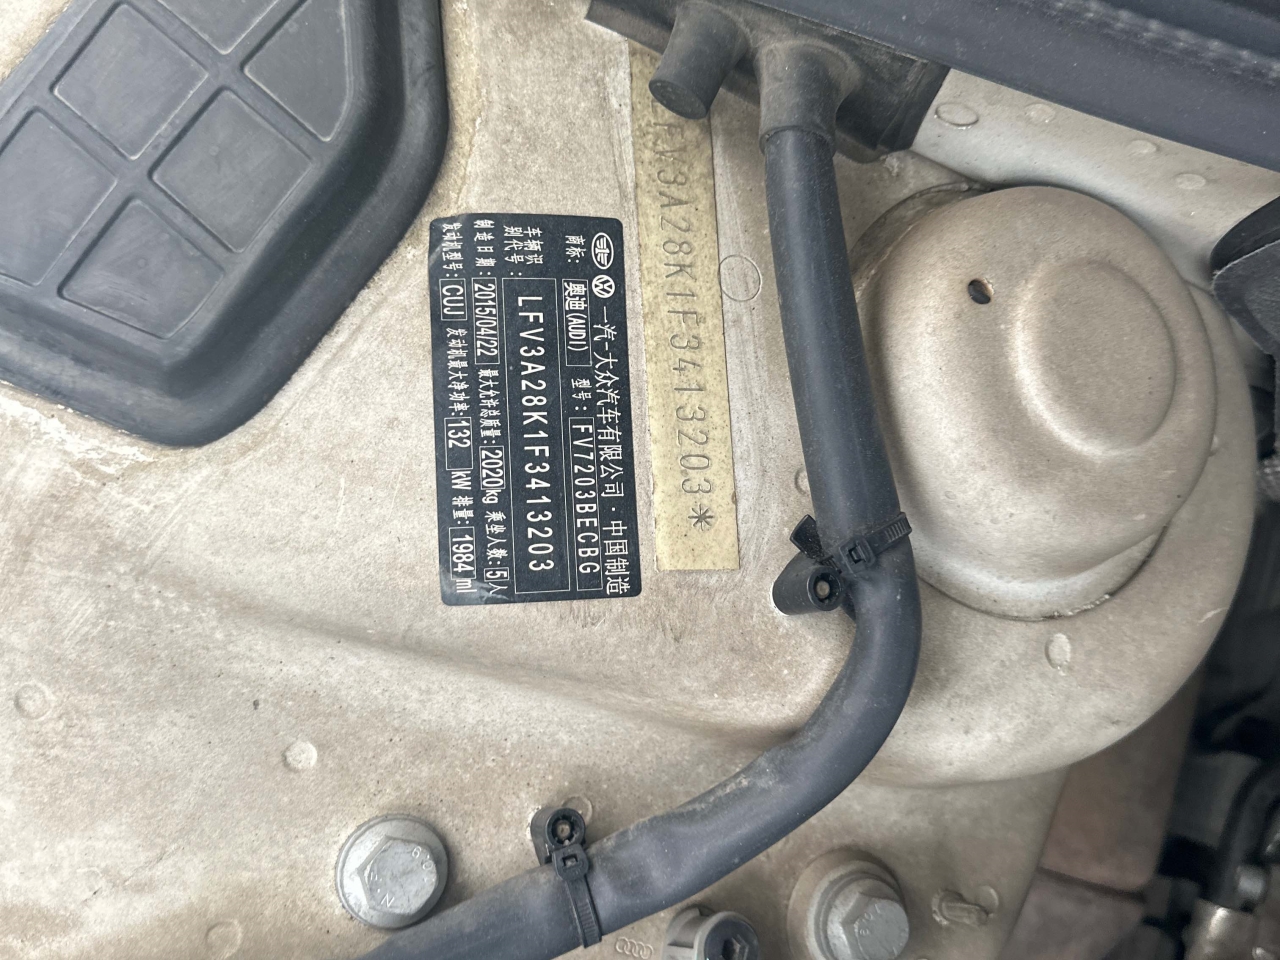 一汽-大众汽车有限公司·中国制造
商标: 奥迪(AUDI) 型号: FV7203BECBG
车辆识别代号: LFV3A28K1F3413203
制造日期: 2015/04/22 最大允许总质量: 2020kg 乘坐人数: 5人
发动机型号: CUJ 发动机最大净功率: 132 kW 排量: 1984 ml
FV3A28K1F3413203*